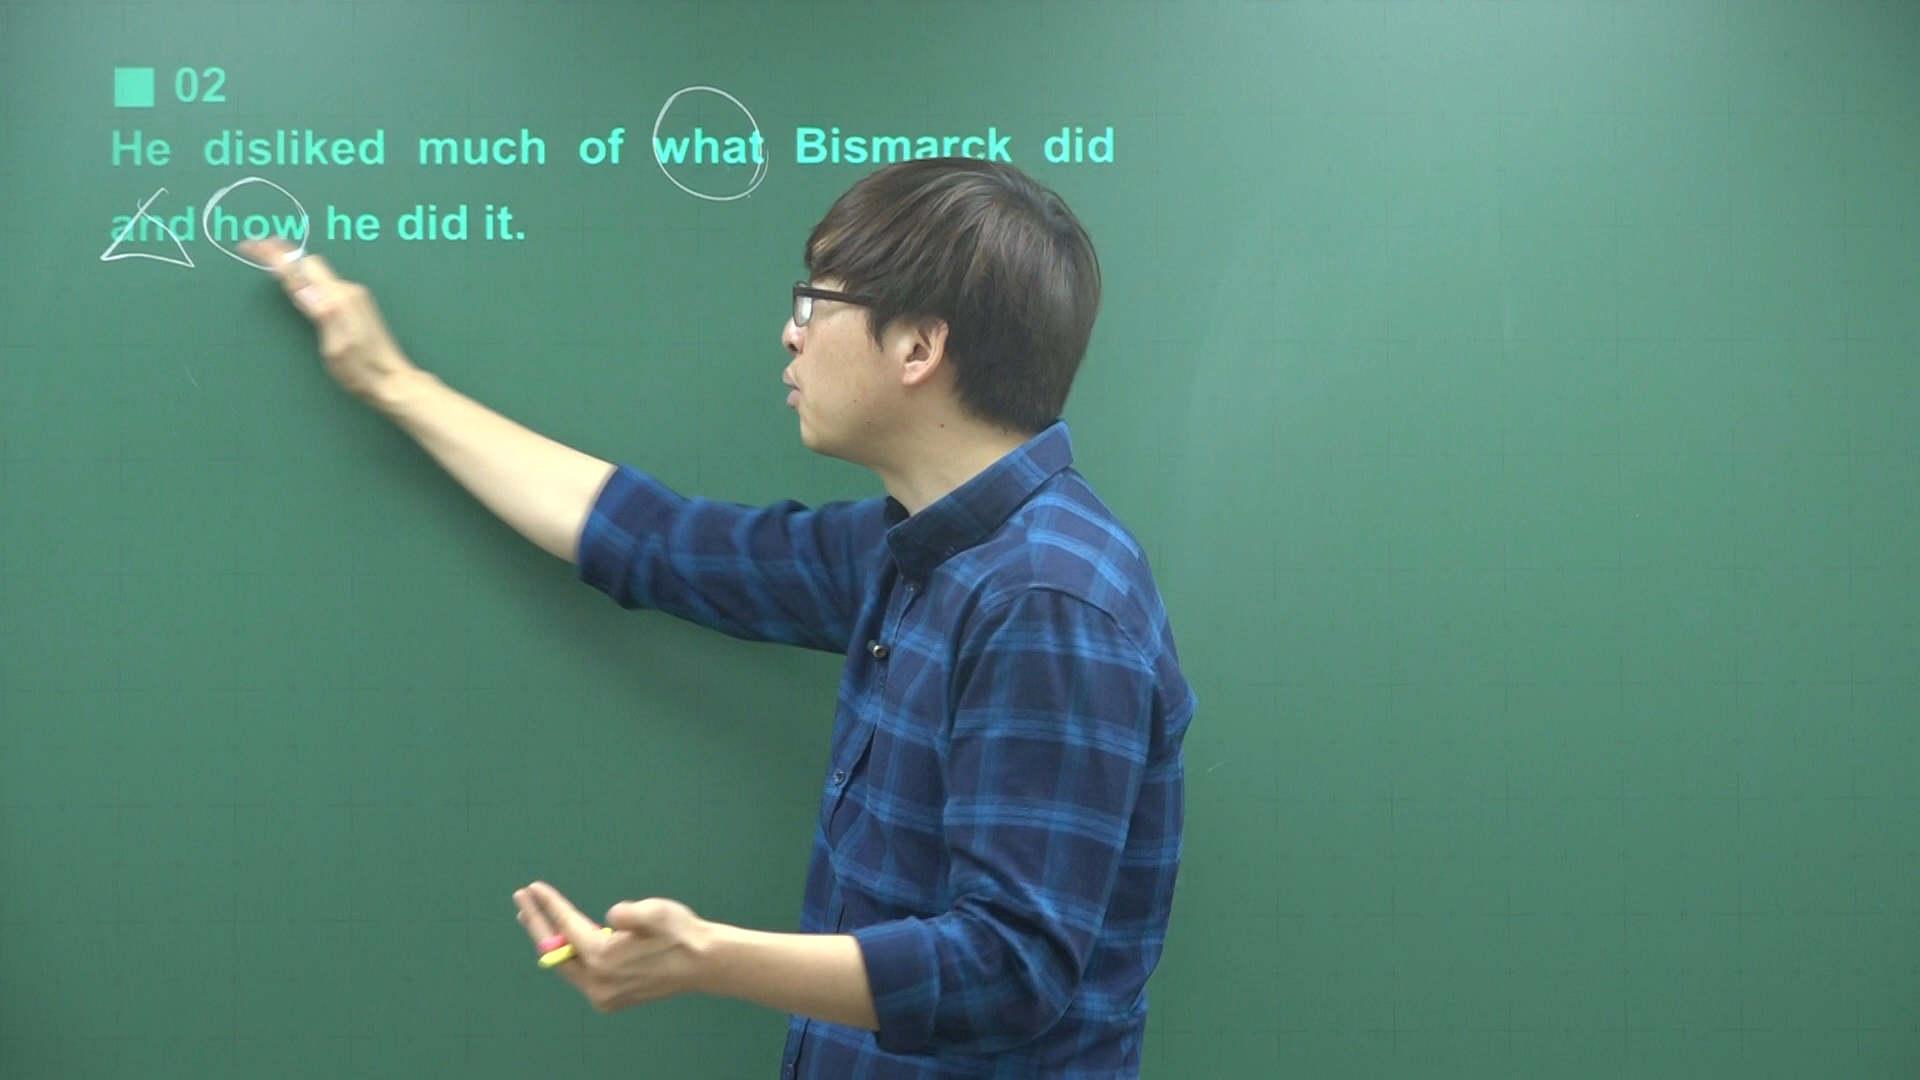 ■ 02
He disliked much of what Bismarck did
and how he did it.